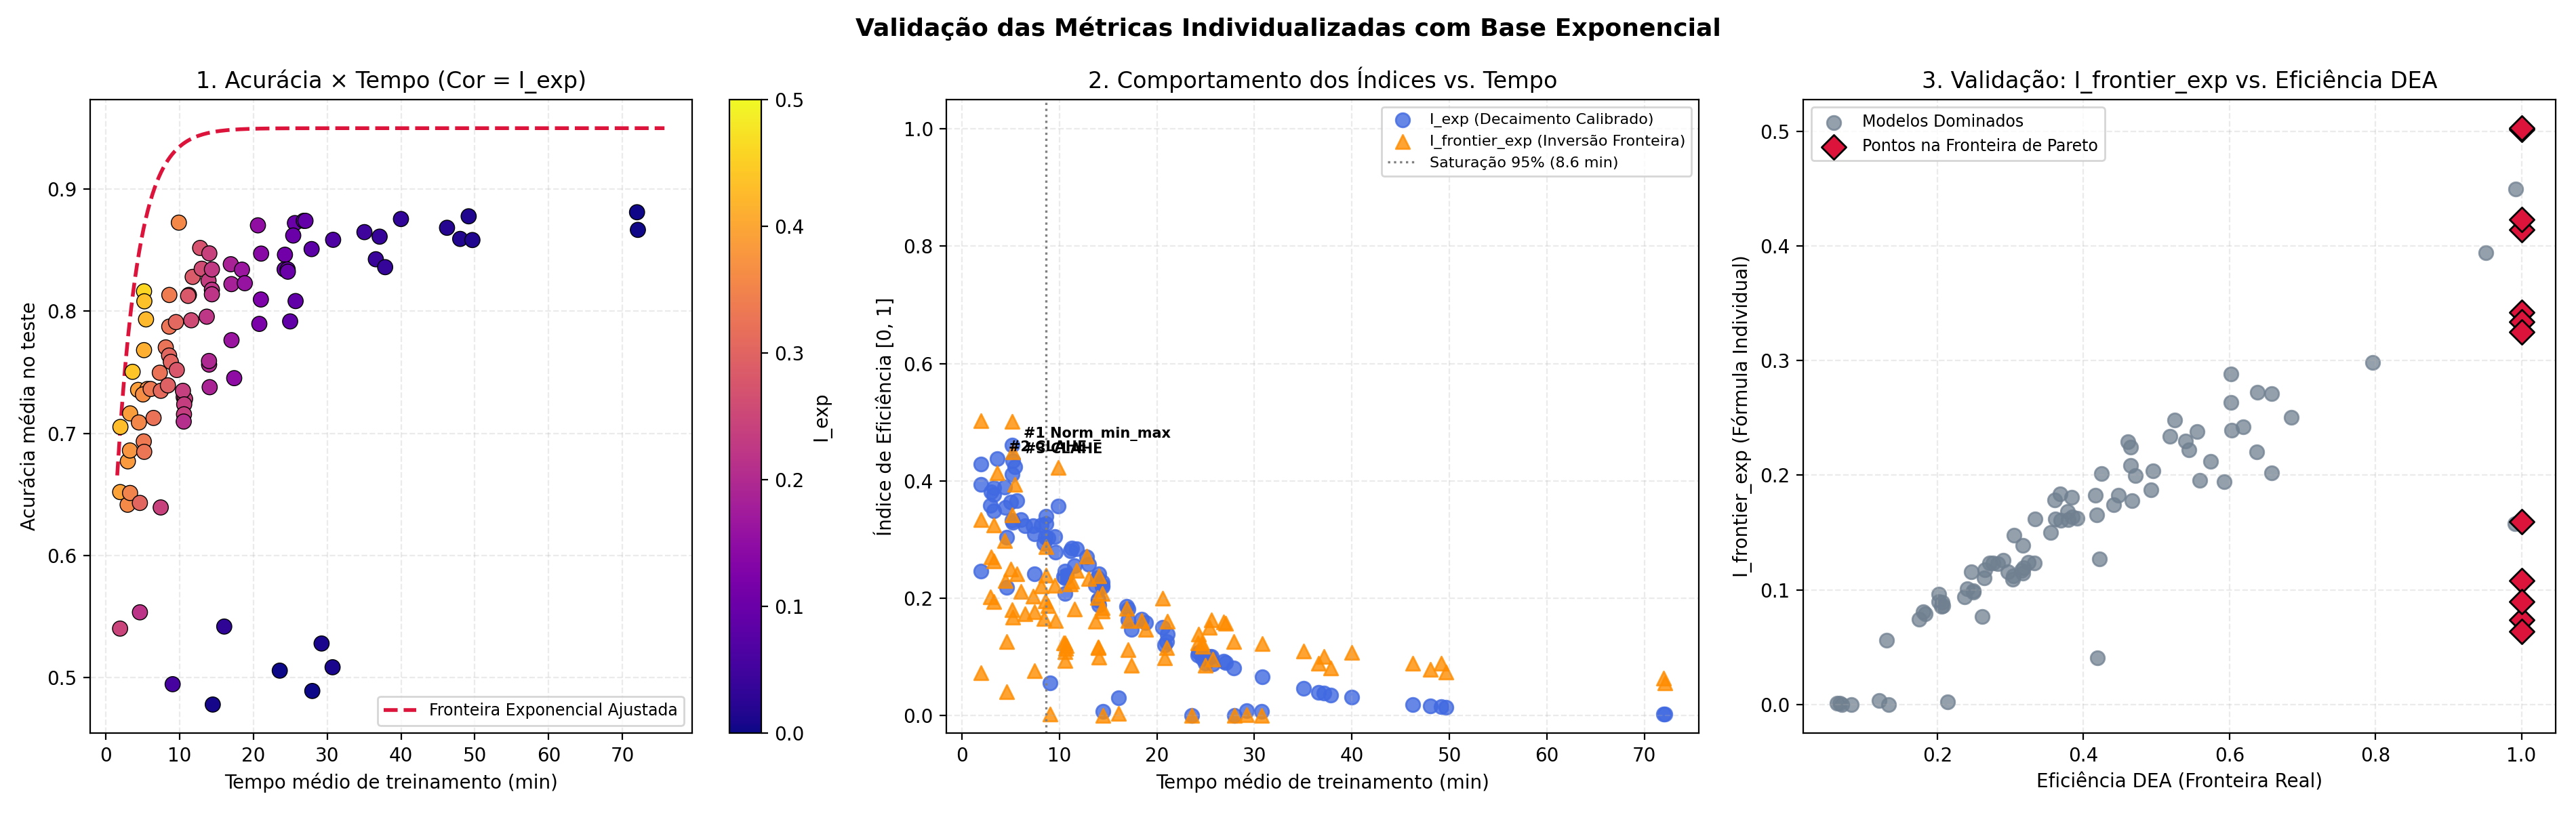 Validação das Métricas Individualizadas com Base Exponencial
1. Acurácia × Tempo (Cor = I_exp)
Acurácia média no teste
0.9
0.8
0.7
0.6
0.5
0 10 20 30 40 50 60 70
Tempo médio de treinamento (min)
Fronteira Exponencial Ajustada
0.5
0.4
0.3
0.2
0.1
0.0
I_exp
2. Comportamento dos Índices vs. Tempo
Índice de Eficiência [0, 1]
1.0
0.8
0.6
0.4
0.2
0.0
0 10 20 30 40 50 60 70
Tempo médio de treinamento (min)
I_exp (Decaimento Calibrado)
I_frontier_exp (Inversão Fronteira)
Saturação 95% (8.6 min)
#1 Norm_min_max
#2 CLAHE
#3 CLAHE
3. Validação: I_frontier_exp vs. Eficiência DEA
I_frontier_exp (Fórmula Individual)
0.5
0.4
0.3
0.2
0.1
0.0
0.2 0.4 0.6 0.8 1.0
Eficiência DEA (Fronteira Real)
Modelos Dominados
Pontos na Fronteira de Pareto